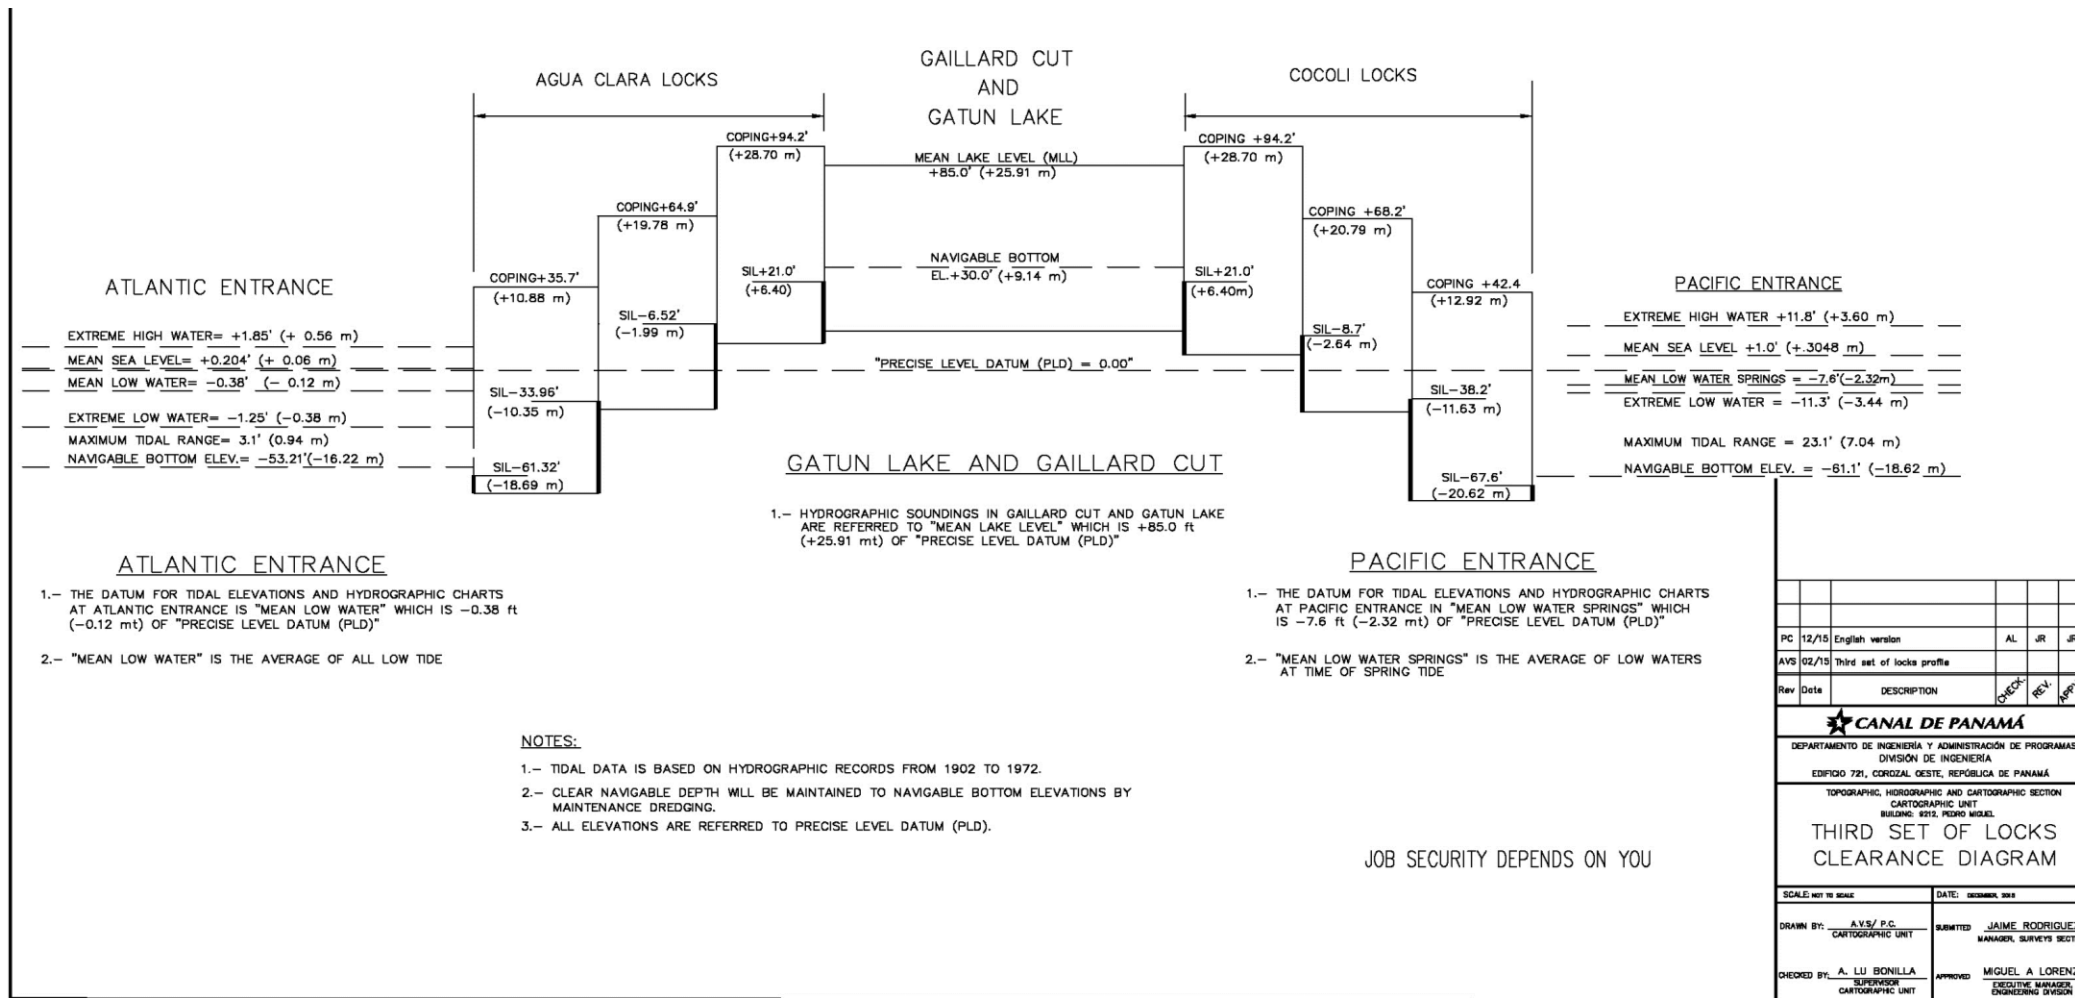 GAILLARD CUT
AND
GATUN LAKE
AGUA CLARA LOCKS
COCOLI LOCKS
COPING+94.2'
(+28.70 m)
COPING+64.9'
(+19.78 m)
COPING+35.7'
(+10.88 m)
SIL+21.0'
(+6.40)
SIL-6.52'
(-1.99 m)
SIL-33.96'
(-10.35 m)
SIL-61.32'
(-18.69 m)
MEAN LAKE LEVEL (MLL)
+85.0' (+25.91 m)
NAVIGABLE BOTTOM
EL.+30.0' (+9.14 m)
"PRECISE LEVEL DATUM (PLD) = 0.00"
COPING +94.2'
(+28.70 m)
COPING +68.2'
(+20.79 m)
COPING +42.4
(+12.92 m)
SIL+21.0'
(+6.40m)
SIL-8.7'
(-2.64 m)
SIL-38.2'
(-11.63 m)
SIL-67.6'
(-20.62 m)
ATLANTIC ENTRANCE
EXTREME HIGH WATER= +1.85' (+ 0.56 m)
MEAN SEA LEVEL= +0.204' (+ 0.06 m)
MEAN LOW WATER= -0.38' (- 0.12 m)
EXTREME LOW WATER= -1.25' (-0.38 m)
MAXIMUM TIDAL RANGE= 3.1' (0.94 m)
NAVIGABLE BOTTOM ELEV.= -53.21'(-16.22 m)
PACIFIC ENTRANCE
EXTREME HIGH WATER +11.8' (+3.60 m)
MEAN SEA LEVEL +1.0' (+.3048 m)
MEAN LOW WATER SPRINGS = -7.6'(-2.32m)
EXTREME LOW WATER = -11.3' (-3.44 m)
MAXIMUM TIDAL RANGE = 23.1' (7.04 m)
NAVIGABLE BOTTOM ELEV. = -61.1' (-18.62 m)
GATUN LAKE AND GAILLARD CUT
1.- HYDROGRAPHIC SOUNDINGS IN GAILLARD CUT AND GATUN LAKE
ARE REFERRED TO "MEAN LAKE LEVEL" WHICH IS +85.0 ft
(+25.91 mt) OF "PRECISE LEVEL DATUM (PLD)"
ATLANTIC ENTRANCE
1.- THE DATUM FOR TIDAL ELEVATIONS AND HYDROGRAPHIC CHARTS
AT ATLANTIC ENTRANCE IS "MEAN LOW WATER" WHICH IS -0.38 ft
(-0.12 mt) OF "PRECISE LEVEL DATUM (PLD)"
2.- "MEAN LOW WATER" IS THE AVERAGE OF ALL LOW TIDE
PACIFIC ENTRANCE
1.- THE DATUM FOR TIDAL ELEVATIONS AND HYDROGRAPHIC CHARTS
AT PACIFIC ENTRANCE IN "MEAN LOW WATER SPRINGS" WHICH
IS -7.6 ft (-2.32 mt) OF "PRECISE LEVEL DATUM (PLD)"
2.- "MEAN LOW WATER SPRINGS" IS THE AVERAGE OF LOW WATERS
AT TIME OF SPRING TIDE
NOTES:
1.- TIDAL DATA IS BASED ON HYDROGRAPHIC RECORDS FROM 1902 TO 1972.
2.- CLEAR NAVIGABLE DEPTH WILL BE MAINTAINED TO NAVIGABLE BOTTOM ELEVATIONS BY
MAINTENANCE DREDGING.
3.- ALL ELEVATIONS ARE REFERRED TO PRECISE LEVEL DATUM (PLD).
JOB SECURITY DEPENDS ON YOU
PC 12/15 English version AL JR
AVS 02/15 Third set of locks profile
Rev Date DESCRIPTION CHECK. REV.
CANAL DE PANAMÁ
DEPARTAMENTO DE INGENIERÍA Y ADMINISTRACIÓN DE PROGRAMAS
DIVISIÓN DE INGENIERÍA
EDIFICIO 721, COROZAL OESTE, REPÚBLICA DE PANAMÁ
TOPOGRAPHIC, HIDROGRAPHIC AND CARTOGRAPHIC SECTION
CARTOGRAPHIC UNIT
BUILDING: 9212, PEDRO MIGUEL
THIRD SET OF LOCKS
CLEARANCE DIAGRAM
SCALE: NOT TO SCALE DATE: DECEMBER,
DRAWN BY: A.V.S/ P.C. SUBMITTED JAIME RODRIGUEZ
CARTOGRAPHIC UNIT MANAGER, SURVEYS
CHECKED BY: A. LU BONILLA APPROVED MIGUEL A
SUPERVISOR EXECUTIVE MANAGER,
CARTOGRAPHIC UNIT ENGINEERING DIVISION